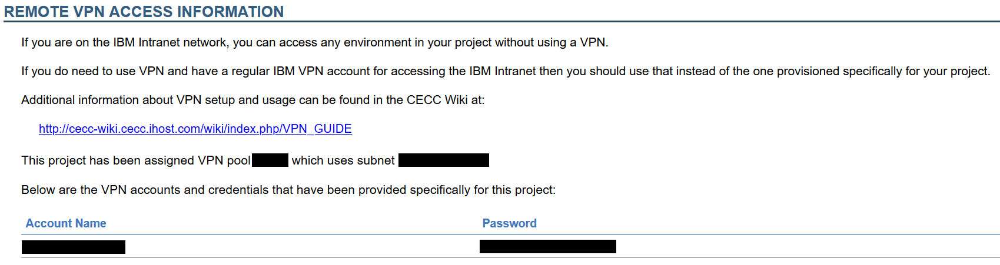 REMOTE VPN ACCESS INFORMATION
If you are on the IBM Intranet network, you can access any environment in your project without using a VPN.
If you do need to use VPN and have a regular IBM VPN account for accessing the IBM Intranet then you should use that instead of the one provisioned specifically for your project.
Additional information about VPN setup and usage can be found in the CECC Wiki at:
http://cecc-wiki.cecc.ihost.com/wiki/index.php/VPN_GUIDE
This project has been assigned VPN pool which uses subnet
Below are the VPN accounts and credentials that have been provided specifically for this project:
Account Name Password